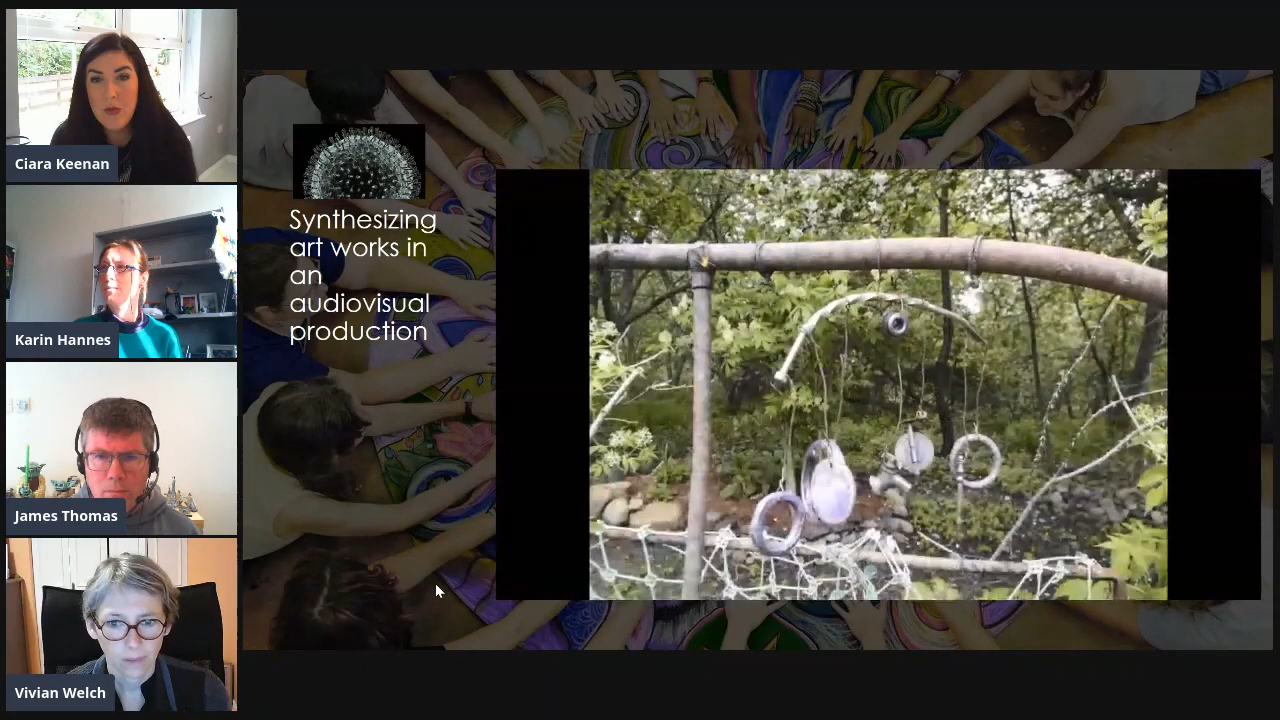 Ciara Keenan
Karin Hannes
James Thomas
Vivian Welch
Synthesizing
art works in
an
audiovisual
production